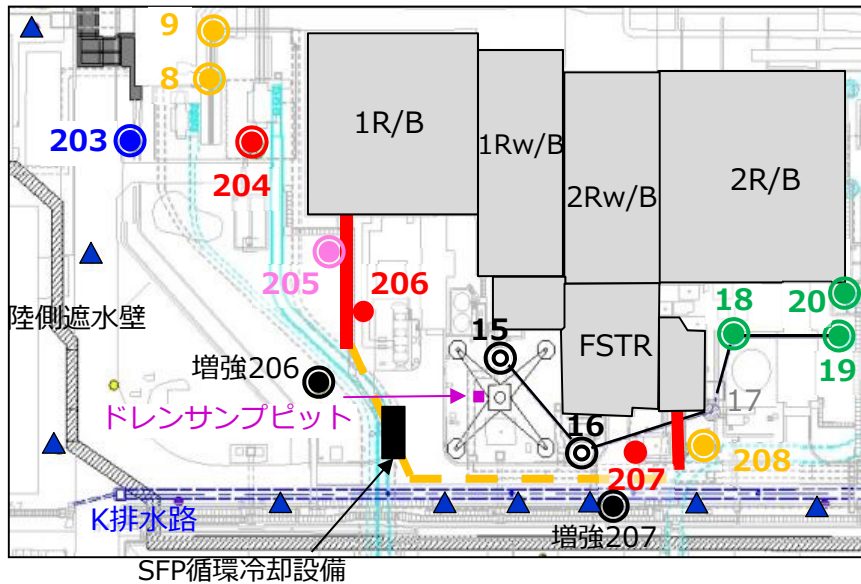 9
8
203
204
1R/B
1Rw/B
2Rw/B
2R/B
205
206
陸側遮水壁
15
18
20
FSTR
19
増強206
ドレンサンプピット
17
16
207
208
K排水路
増強207
SFP循環冷却設備